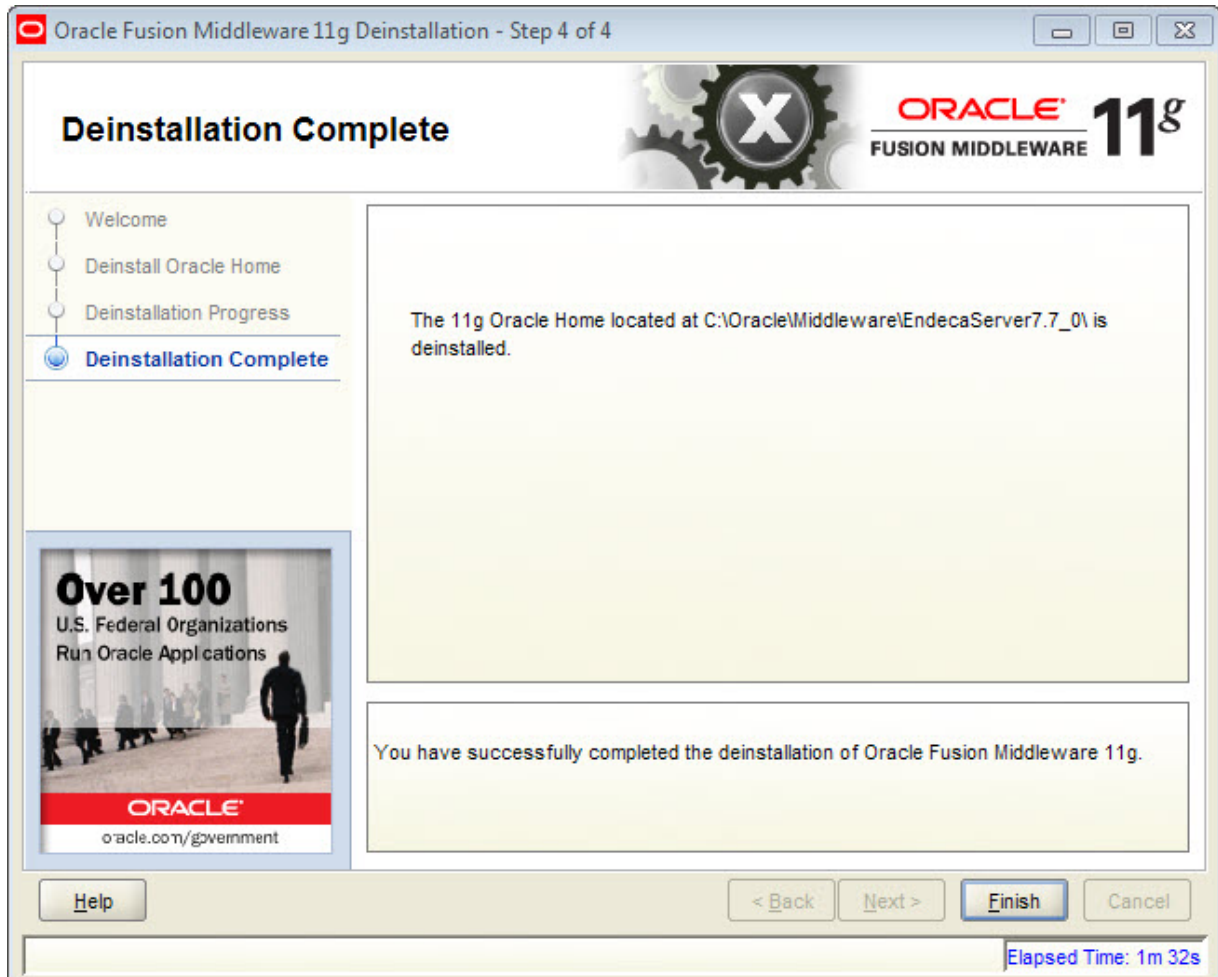 Oracle Fusion Middleware 11g Deinstallation - Step 4 of 4
Deinstallation Complete
ORACLE
FUSION MIDDLEWARE
11g
Welcome
Deinstall Oracle Home
Deinstallation Progress
Deinstallation Complete
The 11g Oracle Home located at C:\Oracle\Middleware\EndecaServer7.7_0\ is
deinstalled.
Over 100
U.S. Federal Organizations
Run Oracle Applications
ORACLE
oracle.com/government
You have successfully completed the deinstallation of Oracle Fusion Middleware 11g.
Help
< Back
Next >
Finish
Cancel
Elapsed Time: 1m 32s